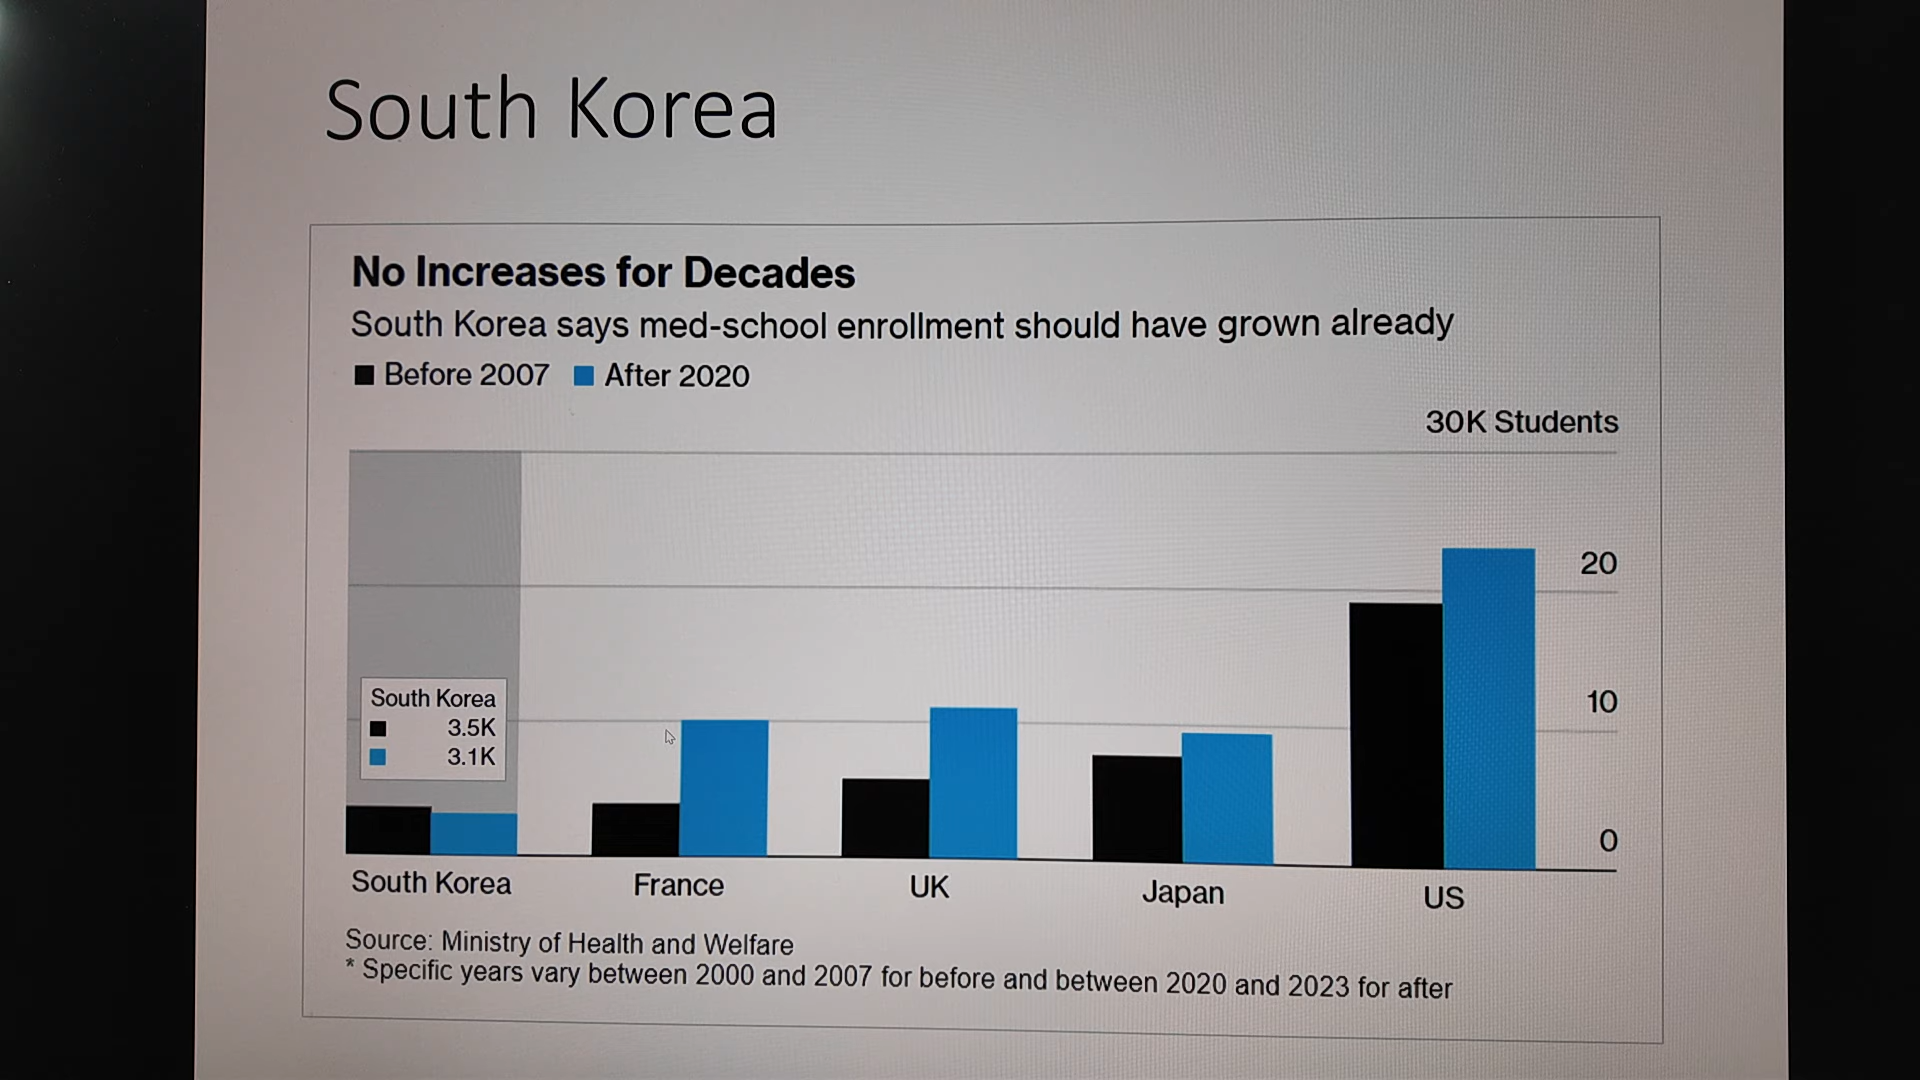 South Korea
No Increases for Decades
South Korea says med-school enrollment should have grown already
Before 2007 After 2020
30K Students
20
10
0
South Korea
3.5K
3.1K
South Korea France UK Japan US
Source: Ministry of Health and Welfare
* Specific years vary between 2000 and 2007 for before and between 2020 and 2023 for after